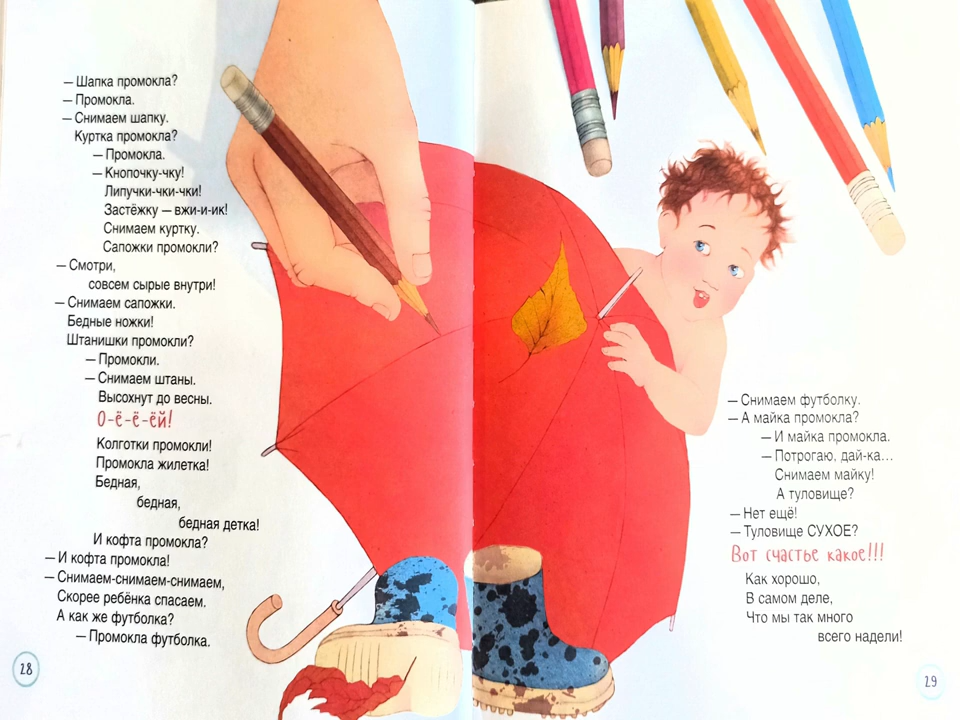 — Шапка промокла?
— Промокла.
— Снимаем шапку.
Куртка промокла?
— Промокла.
— Кнопочку-чку!
Липучки-чки-чки!
Застёжку — вжи-и-ик!
Снимаем куртку.
Сапожки промокли?
— Смотри,
совсем сырые внутри!
— Снимаем сапожки.
Бедные ножки!
Штанишки промокли?
— Промокли.
— Снимаем штаны.
Высохнут до весны.
О-ё-ё-ёй!
Колготки промокли!
Промокла жилетка!
Бедная,
бедная,
бедная детка!
И кофта промокла?
— И кофта промокла!
— Снимаем-снимаем-снимаем,
Скорее ребёнка спасаем.
А как же футболка?
— Промокла футболка.
28
— Снимаем футболку.
— А майка промокла?
— И майка промокла.
— Потрогаю, дай-ка...
Снимаем майку!
А туловище?
— Нет ещё!
— Туловище СУХОЕ?
Вот счастье какое!!!
Как хорошо,
В самом деле,
Что мы так много
всего надели!
29